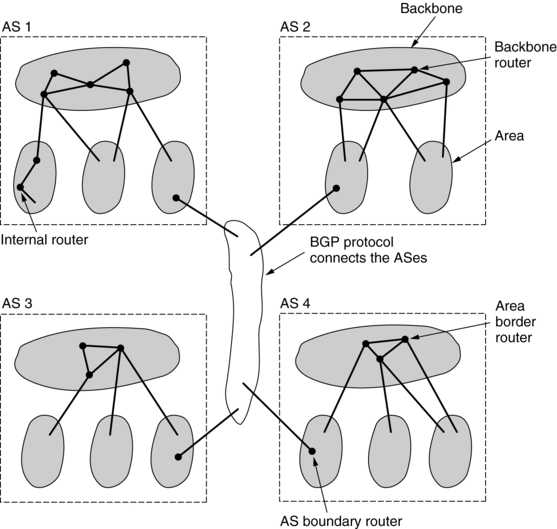 Backbone
AS 1
AS 2
Backbone
router
Area
Internal router
BGP protocol
connects the ASes
AS 3
AS 4
Area
border
router
AS boundary router